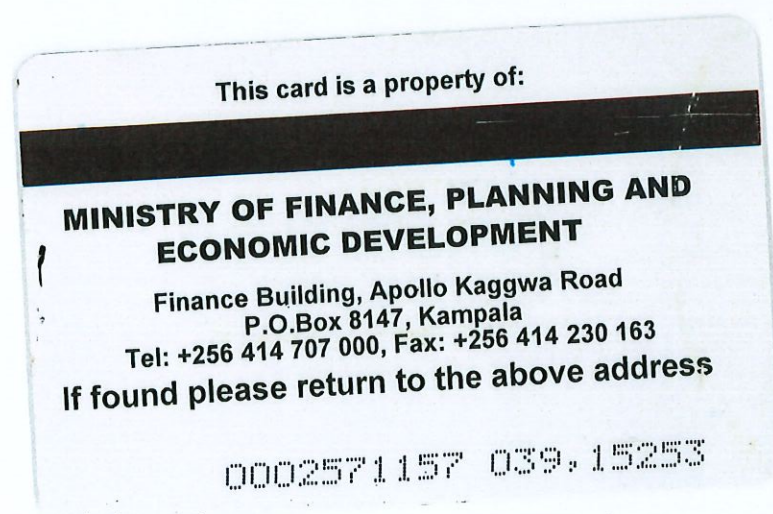 This card is a property of:
MINISTRY OF FINANCE, PLANNING AND
ECONOMIC DEVELOPMENT
Finance Building, Apollo Kaggwa Road
P.O.Box 8147, Kampala
Tel: +256 414 707 000, Fax: +256 414 230 163
If found please return to the above address
0002571157 039,15253